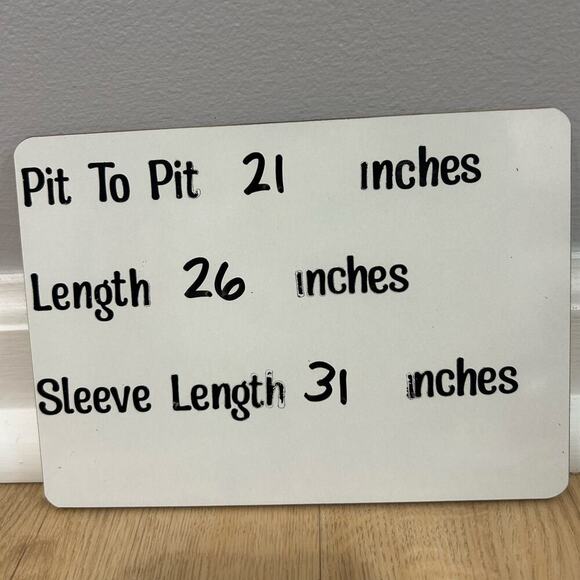 Pit To Pit 21 inches
Length 26 inches
Sleeve Length 31 inches